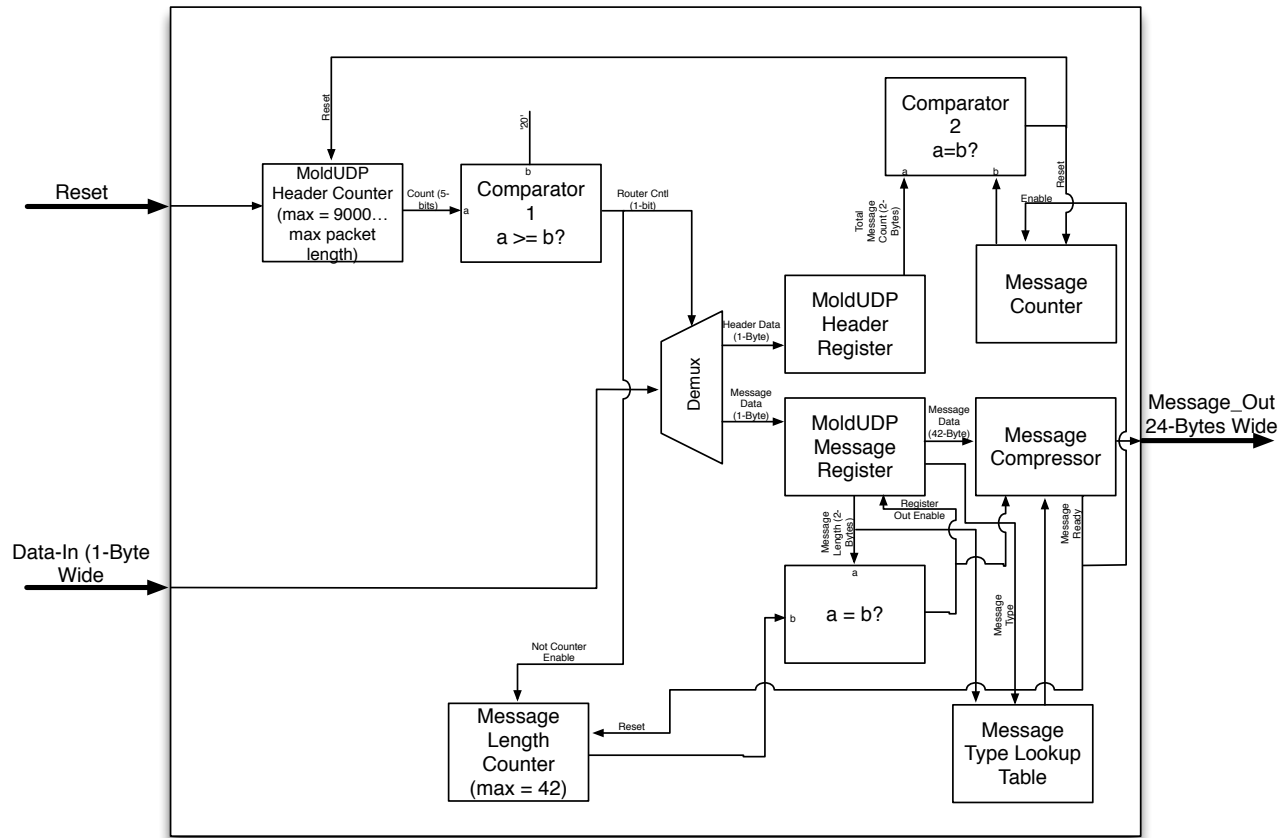 Reset
MoldUDP
Header Counter
(max = 9000…
max packet
length)
Reset
Count (5-
bits)
'20'
b
a
Comparator
1
a >= b?
Router Cntl
(1-bit)
Comparator
2
a=b?
a
b
Reset
Enable
Total
Message
Count (2-
Bytes)
Message
Counter
Demux
Header Data
(1-Byte)
MoldUDP
Header
Register
Message
Data
(1-Byte)
MoldUDP
Message
Register
Message
Data
(42-Byte)
Message
Compressor
Message_Out
24-Bytes Wide
Register
Out Enable
Message
Length (2-
Bytes)
Message
Ready
Data-In (1-Byte
Wide
a
b
a = b?
Message
Type
Not Counter
Enable
Message
Length
Counter
(max = 42)
Reset
Message
Type Lookup
Table